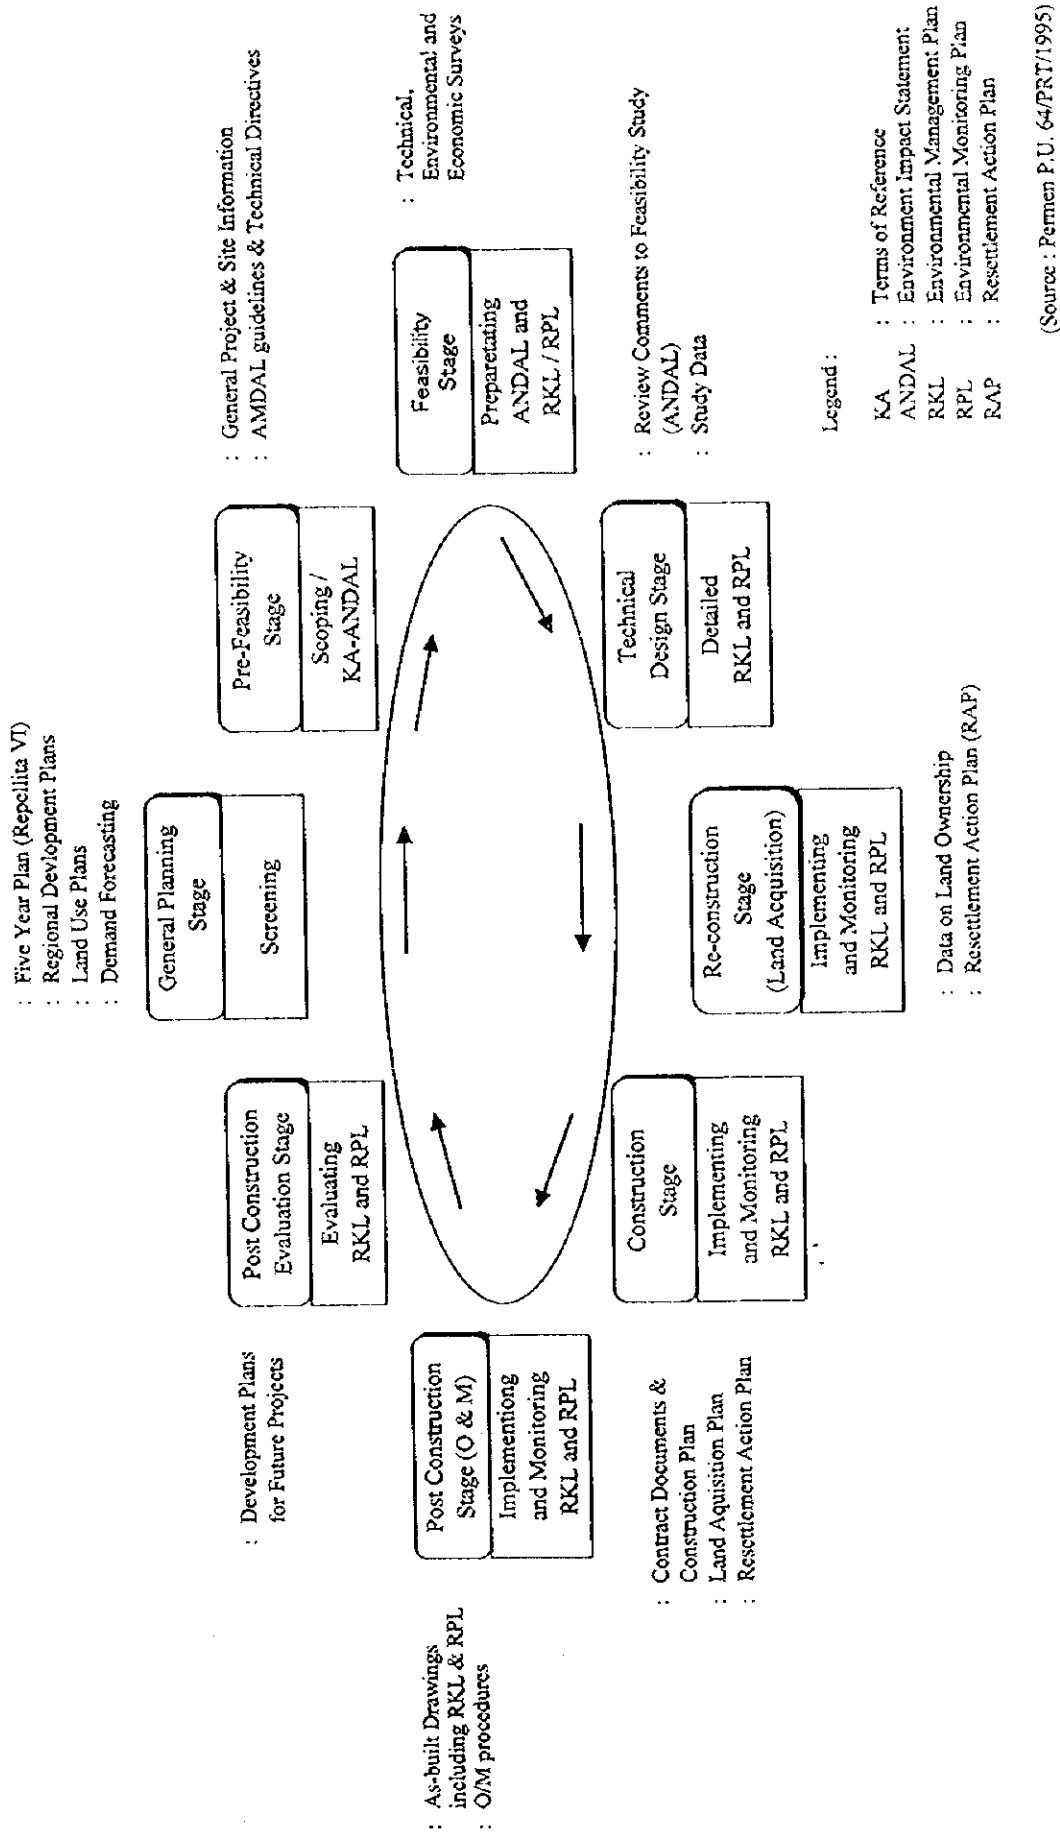 : Five Year Plan (Repellita VI)
: Regional Devlopment Plans
: Land Use Plans
: Demand Forecasting
General Planning
Stage
Screening
: General Project & Site Information
: AMDAL guidelines & Technical Directives
Pre-Feasibility
Stage
Scoping /
KA-ANDAL
: Technical,
Environmental and
Economic Surveys
Feasibility
Stage
Preparetating
ANDAL and
RKL / RPL
: Review Comments to Feasibility Study
(ANDAL)
: Study Data
Technical
Design Stage
Detailed
RKL and RPL
Re-construction
Stage
(Land Acquisition)
Implementing
and Monitoring
RKL and RPL
: Data on Land Ownership
: Resettlement Action Plan (RAP)
Construction
Stage
Implementing
and Monitoring
RKL and RPL
: Contract Documents &
Construction Plan
: Land Aquisition Plan
: Resettlement Action Plan
Post Construction
Stage (O & M)
Implementiong
and Monitoring
RKL and RPL
: As-built Drawings
including RKL & RPL
: O/M procedures
Post Construction
Evaluation Stage
Evaluating
RKL and RPL
: Development Plans
for Future Projects
Legend :
KA : Terms of Reference
ANDAL : Environment Impact Statement
RKL : Environmental Management Plan
RPL : Environmental Monitoring Plan
RAP : Resettlement Action Plan
(Source : Permen P.U. 64/PRT/1995)